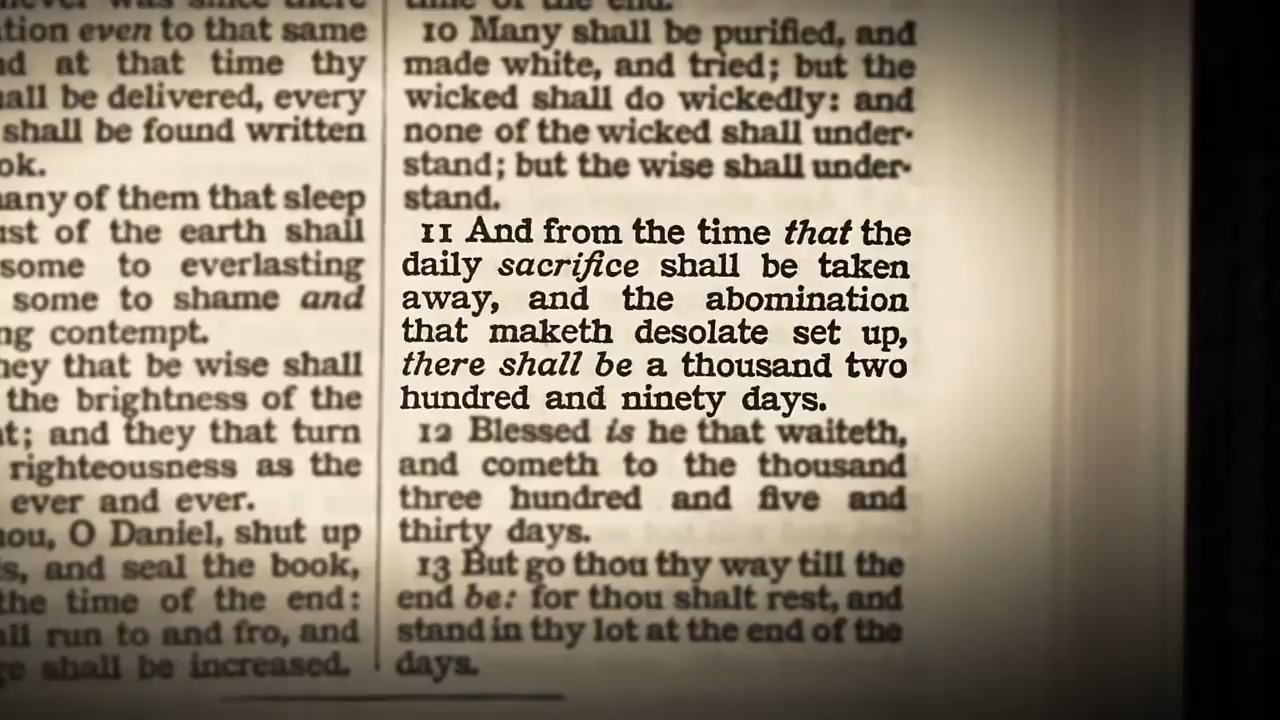 ation even to that same
at that time thy
shall be delivered, every
shall be found written
many of them that sleep
of the earth shall
some to everlasting
some to shame and
contempt.
they that be wise shall
the brightness of the
and they that turn
righteousness as the
ever and ever.
O Daniel, shut up
and seal the book,
the time of the end:
run to and fro, and
shall be increased.
time of the end.
10 Many shall be purified, and
made white, and tried; but the
wicked shall do wickedly: and
none of the wicked shall under-
stand; but the wise shall under-
stand.
11 And from the time that the
daily sacrifice shall be taken
away, and the abomination
that maketh desolate set up,
there shall be a thousand two
hundred and ninety days.
12 Blessed is he that waiteth,
and cometh to the thousand
three hundred and five and
thirty days.
13 But go thou thy way till the
end be: for thou shalt rest, and
stand in thy lot at the end of the
days.